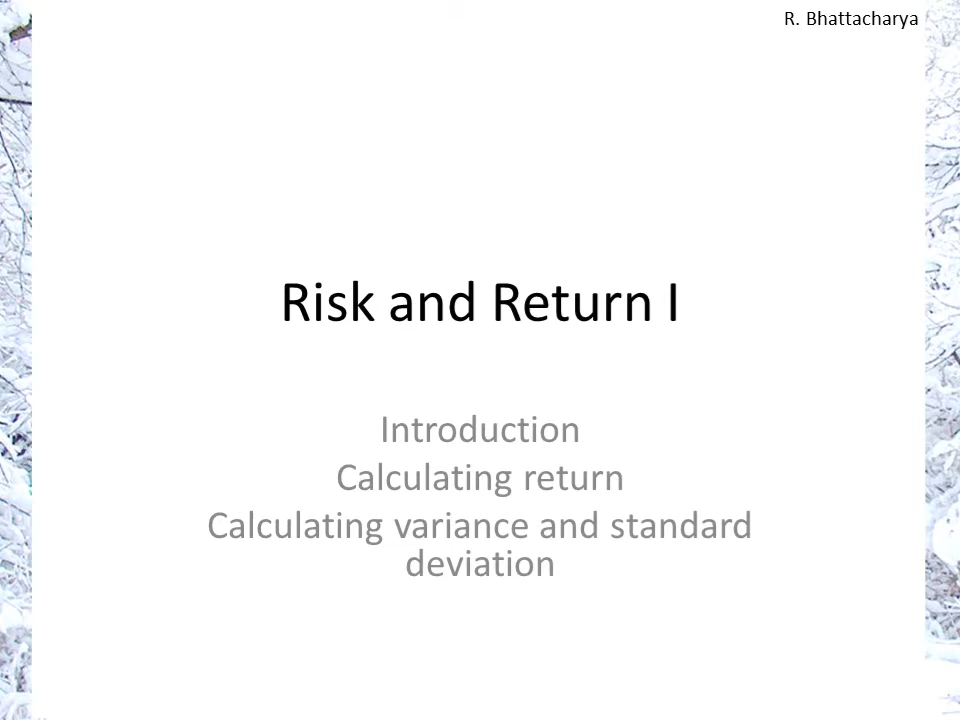 R. Bhattacharya
Risk and Return I
Introduction
Calculating return
Calculating variance and standard
deviation